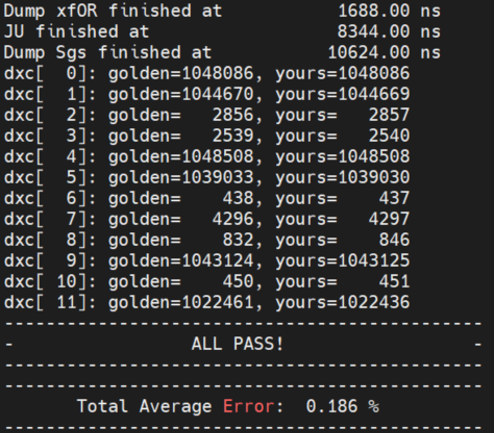 Dump xfOR finished at          1688.00 ns
JU finished at                 8344.00 ns
Dump Sgs finished at          10624.00 ns
dxc[  0]: golden=1048086, yours=1048086
dxc[  1]: golden=1044670, yours=1044669
dxc[  2]: golden=   2856, yours=   2857
dxc[  3]: golden=   2539, yours=   2540
dxc[  4]: golden=1048508, yours=1048508
dxc[  5]: golden=1039033, yours=1039030
dxc[  6]: golden=    438, yours=    437
dxc[  7]: golden=   4296, yours=   4297
dxc[  8]: golden=    832, yours=    846
dxc[  9]: golden=1043124, yours=1043125
dxc[ 10]: golden=    450, yours=    451
dxc[ 11]: golden=1022461, yours=1022436
---------------------------------------------
-                 ALL PASS!                 -
---------------------------------------------
---------------------------------------------
       Total Average Error:  0.186 %
---------------------------------------------